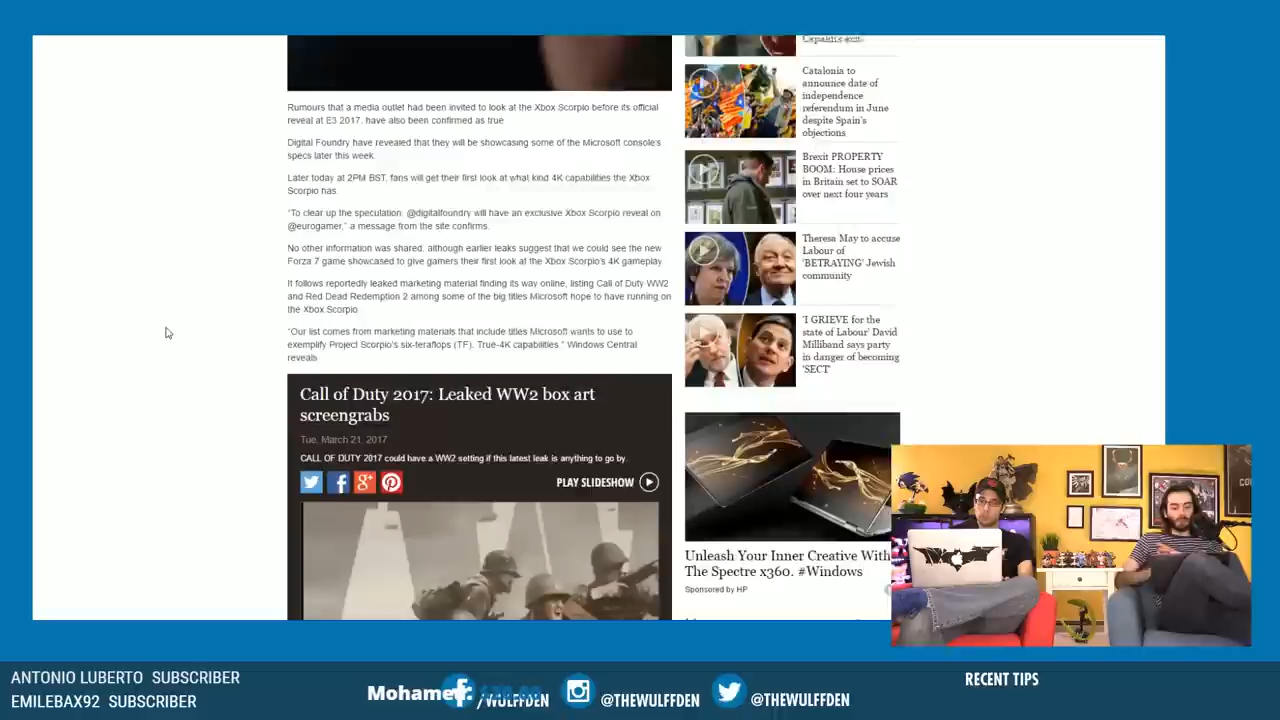 Rumours that a media outlet had been invited to look at the Xbox Scorpio before its official
reveal at E3 2017, have also been confirmed as true
Digital Foundry have revealed that they will be showcasing some of the Microsoft console's
specs later this week.
Later today at 2PM BST, fans will get their first look at what kind 4K capabilities the Xbox
Scorpio has.
"To clear up the speculation: @digitalfoundry will have an exclusive Xbox Scorpio reveal on
@eurogamer," a message from the site confirms.
No other information was shared, although earlier leaks suggest that we could see the new
Forza 7 game showcased to give gamers their first look at the Xbox Scorpio's 4K gameplay.
It follows reportedly leaked marketing material finding its way online, listing Call of Duty WW2
and Red Dead Redemption 2 among some of the big titles Microsoft hope to have running on
the Xbox Scorpio
"Our list comes from marketing materials that include titles Microsoft wants to use to
exemplify Project Scorpio's six-teraflops (TF), True-4K capabilities " Windows Central
reveals
Call of Duty 2017: Leaked WW2 box art
screengrabs
Tue, March 21, 2017
CALL OF DUTY 2017 could have a WW2 setting if this latest leak is anything to go by.
PLAY SLIDESHOW
Catalonia to
announce date of
independence
referendum in June
despite Spain's
objections
Brexit PROPERTY
BOOM: House prices
in Britain set to SOAR
over next four years
Theresa May to accuse
Labour of
'BETRAYING' Jewish
community
'I GRIEVE for the
state of Labour' David
Milliband says party
in danger of becoming
'SECT'
Unleash Your Inner Creative With
The Spectre x360. #Windows
Sponsored by HP
ANTONIO LUBERTO SUBSCRIBER
EMILEBAX92 SUBSCRIBER
/WULFFDEN
@THEWULFFDEN
@THEWULFFDEN
RECENT TIPS